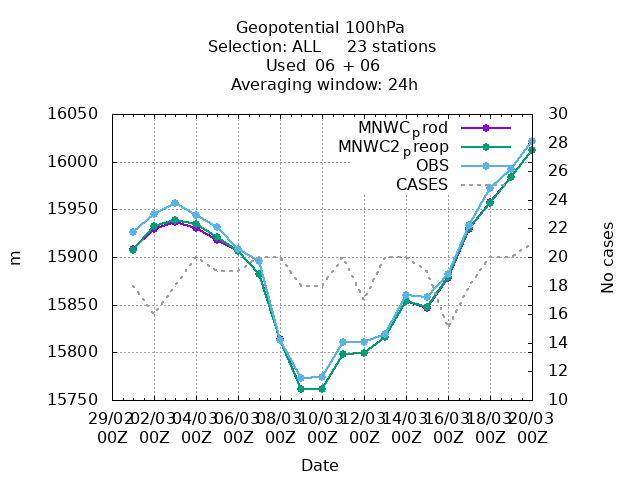 Geopotential 100hPa
Selection: ALL 23 stations
Used 06 + 06
Averaging window: 24h
MNWC_prod
MNWC2_preop
OBS
CASES
16050
16000
15950
15900
15850
15800
15750
m
30
28
26
24
22
20
18
16
14
12
10
No cases
29/02 02/03 04/03 06/03 08/03 10/03 12/03 14/03 16/03 18/03 20/03
00Z 00Z 00Z 00Z 00Z 00Z 00Z 00Z 00Z 00Z 00Z
Date